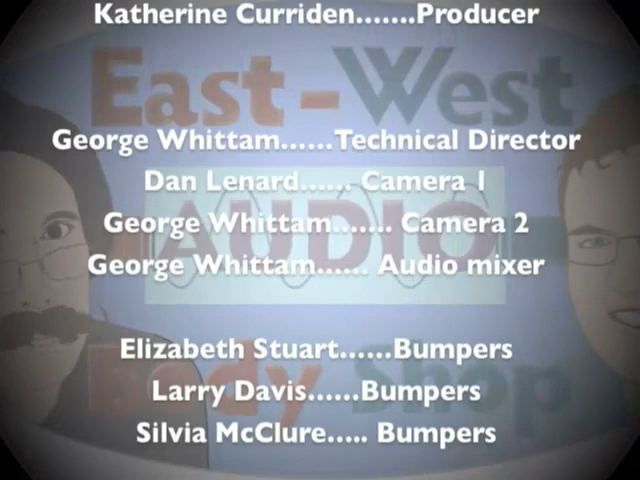 Katherine Curriden.......Producer
East-West
George Whittam......Technical Director
Dan Lenard...... Camera 1
George Whittam....... Camera 2
AUDIO
George Whittam...... Audio mixer
Elizabeth Stuart......Bumpers
Body Shop
Larry Davis......Bumpers
Silvia McClure..... Bumpers